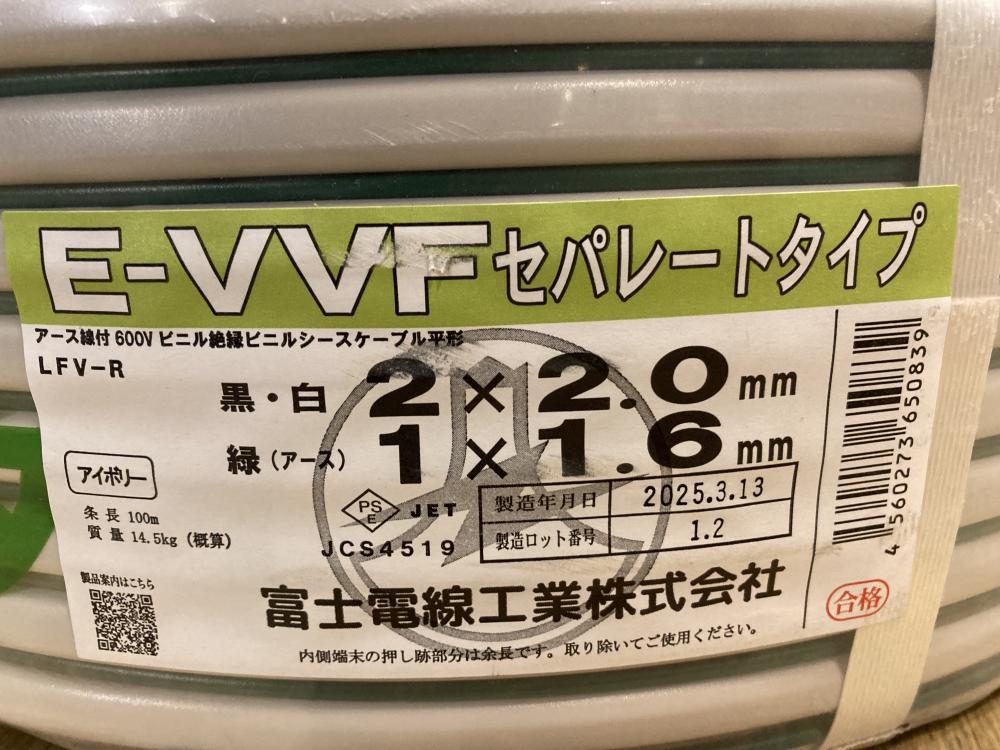 E-VVF セパレートタイプ
アース線付 600V ビニル絶縁ビニルシースケーブル平形
LFV-R
黒・白 2×2.0mm
緑（アース） 1×1.6mm
アイボリー
条長 100m
質量 14.5kg（概算）
PS
E
JET
JCS4519
製造年月日 2025.3.13
製造ロット番号 1.2
製品案内はこちら
富士電線工業株式会社
内側端末の押し跡部分は余長です。取り除いてご使用ください。
合格
4 560273 650839